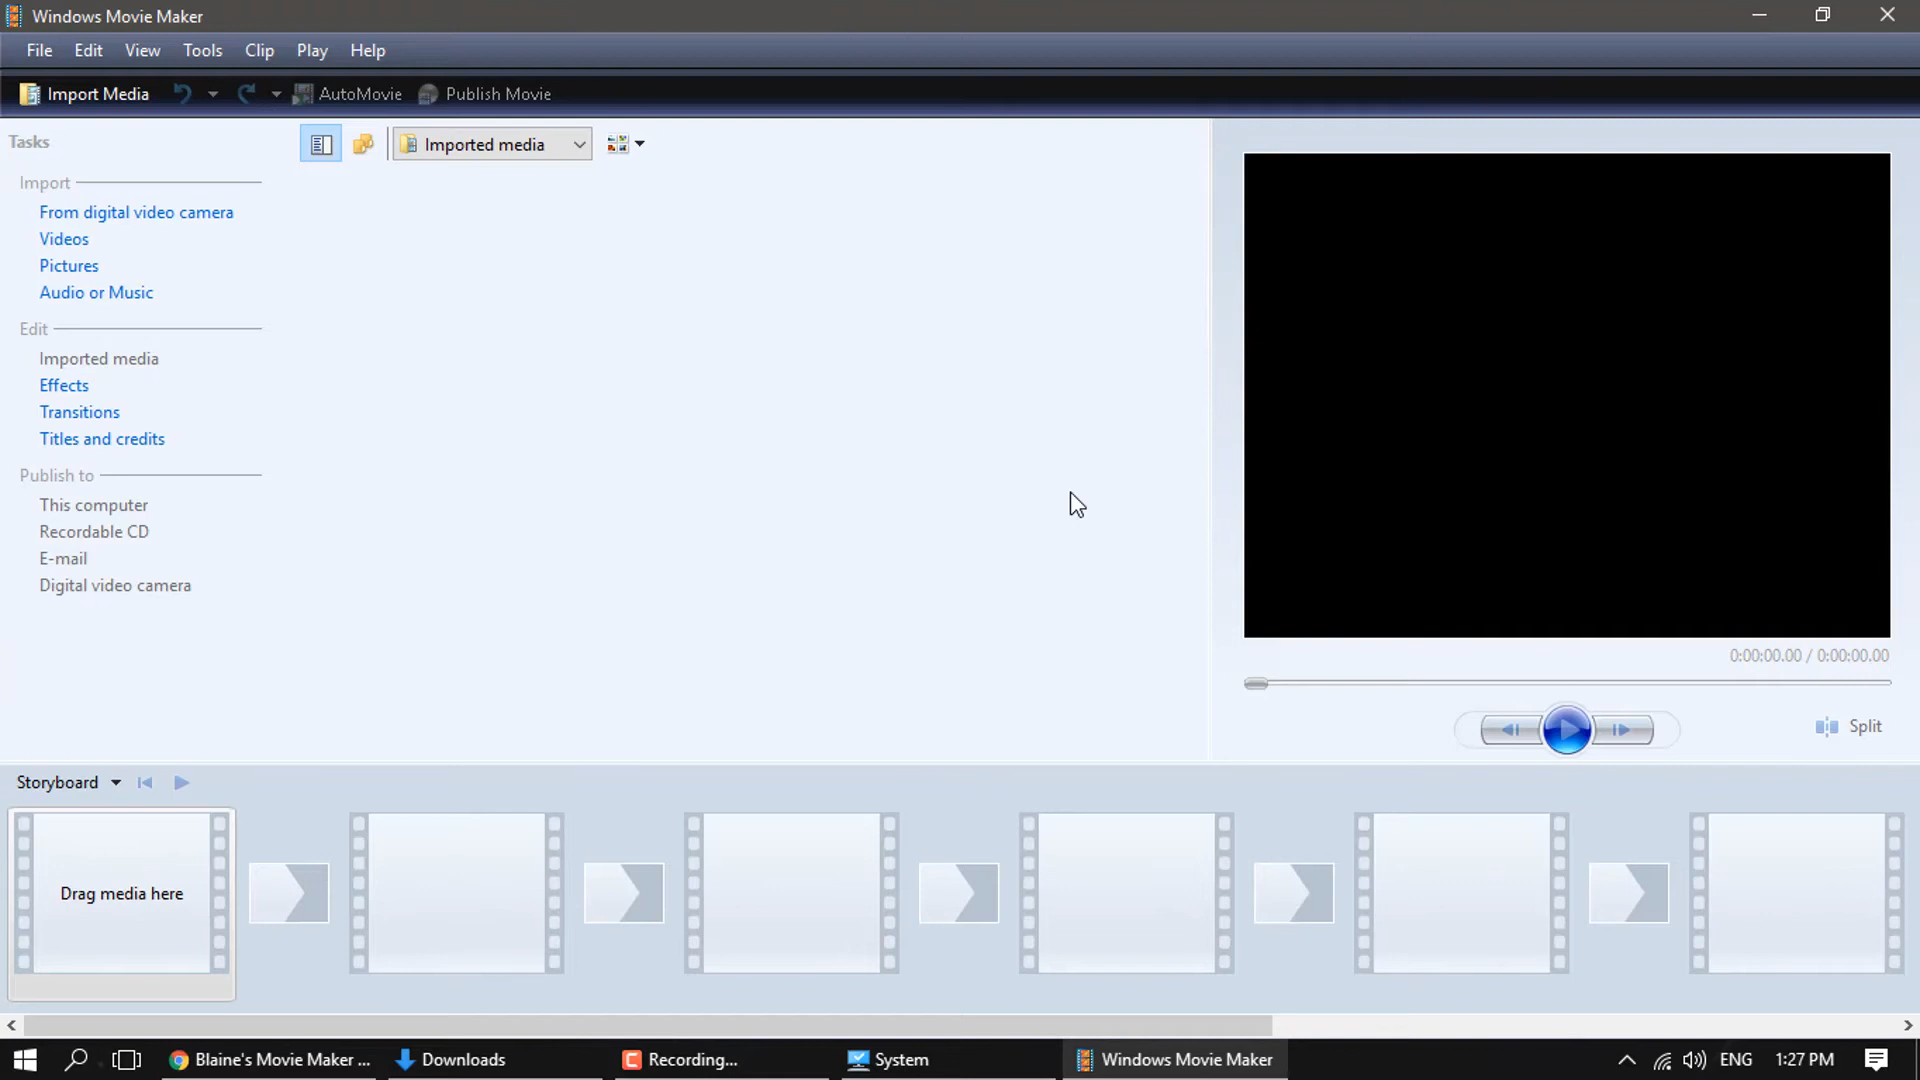 Windows Movie Maker
File Edit View Tools Clip Play Help
Import Media AutoMovie Publish Movie
Tasks
Imported media
Import
From digital video camera
Videos
Pictures
Audio or Music
Edit
Imported media
Effects
Transitions
Titles and credits
Publish to
This computer
Recordable CD
E-mail
Digital video camera
0:00:00.00 / 0:00:00.00
Split
Storyboard
Drag media here
Blaine's Movie Maker ... Downloads Recording... System Windows Movie Maker ENG 1:27 PM